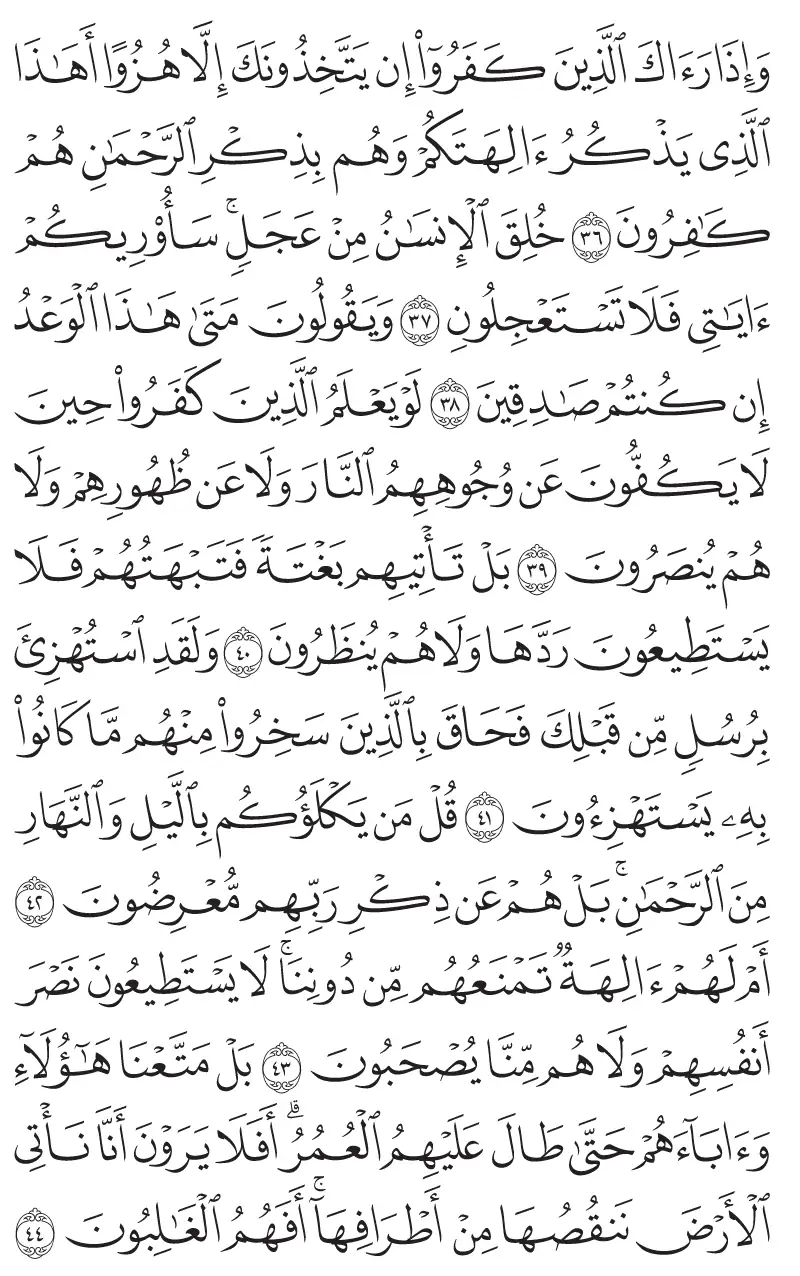 وَإِذَا رَءَاكَ ٱلَّذِينَ كَفَرُوٓا۟ إِن يَتَّخِذُونَكَ إِلَّا هُزُوًا أَهَٰذَا
ٱلَّذِى يَذْكُرُ ءَالِهَتَكُمْ وَهُم بِذِكْرِ ٱلرَّحْمَٰنِ هُمْ
كَٰفِرُونَ ٣٦ خُلِقَ ٱلْإِنسَٰنُ مِنْ عَجَلٍۚ سَأُو۟رِيكُمْ
ءَايَٰتِى فَلَا تَسْتَعْجِلُونِ ٣٧ وَيَقُولُونَ مَتَىٰ هَٰذَا ٱلْوَعْدُ
إِن كُنتُمْ صَٰدِقِينَ ٣٨ لَوْ يَعْلَمُ ٱلَّذِينَ كَفَرُوا۟ حِينَ
لَا يَكُفُّونَ عَن وُجُوهِهِمُ ٱلنَّارَ وَلَا عَن ظُهُورِهِمْ وَلَا
هُمْ يُنصَرُونَ ٣٩ بَلْ تَأْتِيهِم بَغْتَةً فَتَبْهَتُهُمْ فَلَا
يَسْتَطِيعُونَ رَدَّهَا وَلَا هُمْ يُنظَرُونَ ٤٠ وَلَقَدِ ٱسْتُهْزِئَ
بِرُسُلٍ مِّن قَبْلِكَ فَحَاقَ بِٱلَّذِينَ سَخِرُوا۟ مِنْهُم مَّا كَانُوا۟
بِهِۦ يَسْتَهْزِءُونَ ٤١ قُلْ مَن يَكْلَؤُكُم بِٱلَّيْلِ وَٱلنَّهَارِ
مِنَ ٱلرَّحْمَٰنِۚ بَلْ هُمْ عَن ذِكْرِ رَبِّهِم مُّعْرِضُونَ ٤٢
أَمْ لَهُمْ ءَالِهَةٌ تَمْنَعُهُم مِّن دُونِنَاۚ لَا يَسْتَطِيعُونَ نَصْرَ
أَنفُسِهِمْ وَلَا هُم مِّنَّا يُصْحَبُونَ ٤٣ بَلْ مَتَّعْنَا هَٰٓؤُلَآءِ
وَءَابَآءَهُمْ حَتَّىٰ طَالَ عَلَيْهِمُ ٱلْعُمُرُۗ أَفَلَا يَرَوْنَ أَنَّا نَأْتِى
ٱلْأَرْضَ نَنقُصُهَا مِنْ أَطْرَافِهَآۚ أَفَهُمُ ٱلْغَٰلِبُونَ ٤٤